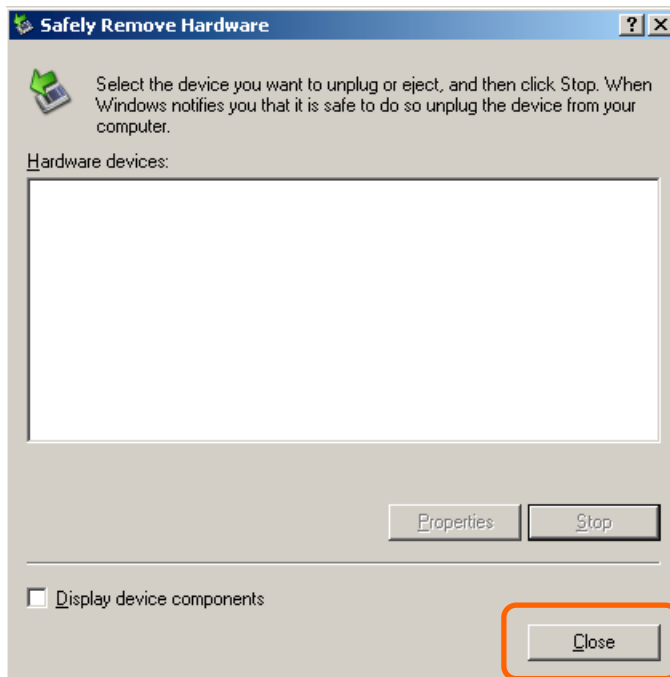 Safely Remove Hardware
Select the device you want to unplug or eject, and then click Stop. When
Windows notifies you that it is safe to do so unplug the device from your
computer.
Hardware devices:
Properties Stop
Display device components
Close